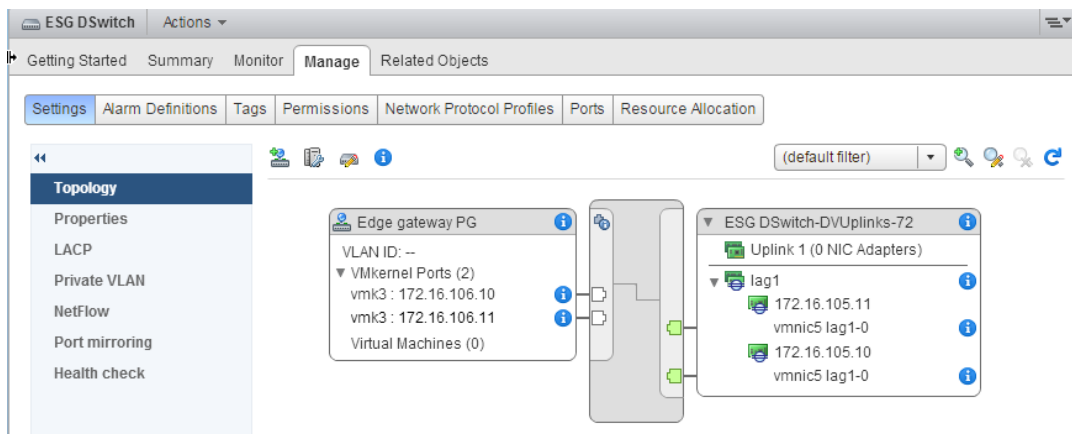 ESG DSwitch Actions
Getting Started Summary Monitor Manage Related Objects
Settings Alarm Definitions Tags Permissions Network Protocol Profiles Ports Resource Allocation
Topology
Properties
LACP
Private VLAN
NetFlow
Port mirroring
Health check
(default filter)
Edge gateway PG
VLAN ID: --
VMkernel Ports (2)
vmk3 : 172.16.106.10
vmk3 : 172.16.106.11
Virtual Machines (0)
ESG DSwitch-DVUplinks-72
Uplink 1 (0 NIC Adapters)
lag1
172.16.105.11
vmnic5 lag1-0
172.16.105.10
vmnic5 lag1-0